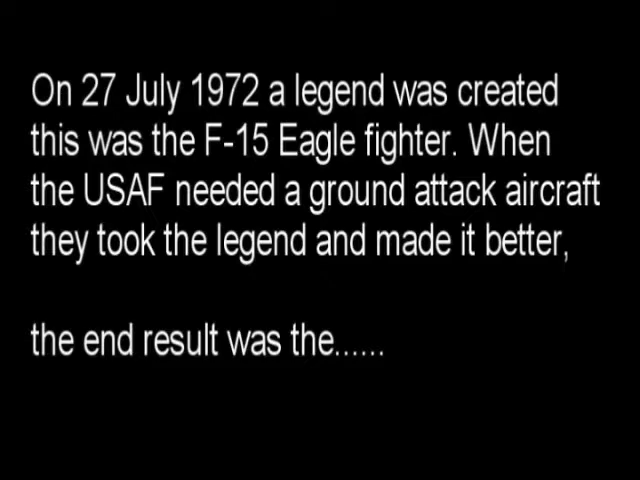 On 27 July 1972 a legend was created
this was the F-15 Eagle fighter. When
the USAF needed a ground attack aircraft
they took the legend and made it better,
the end result was the......